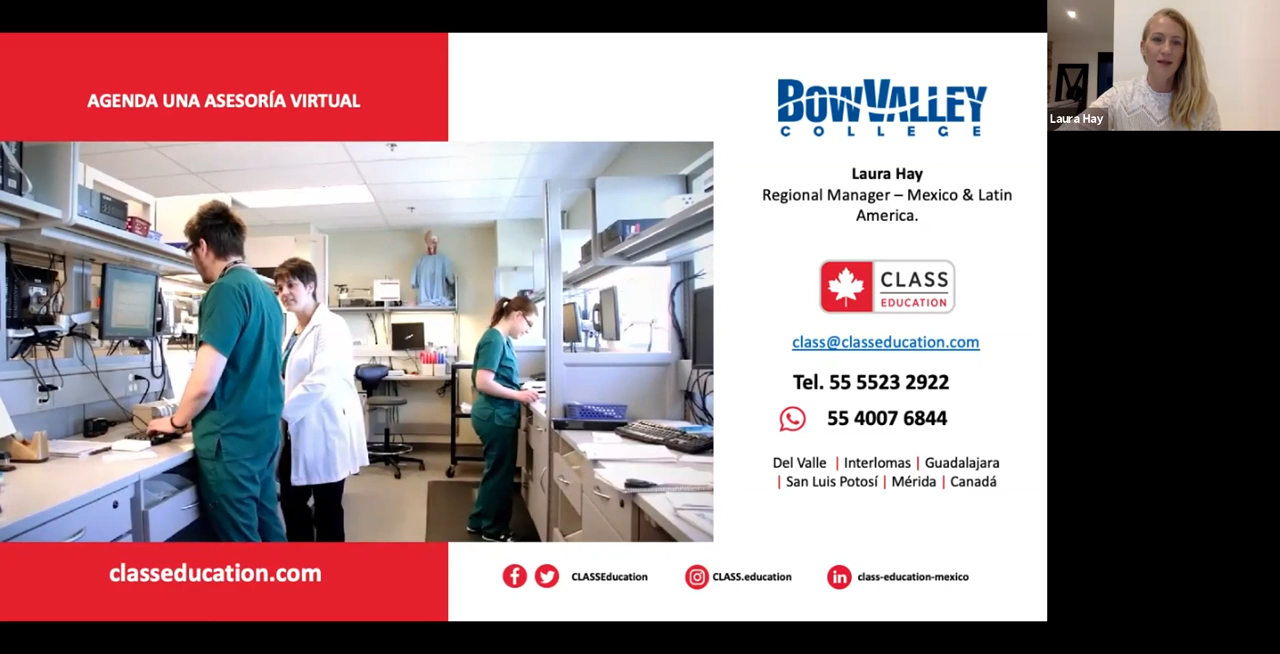 AGENDA UNA ASESORÍA VIRTUAL
BOW VALLEY
COLLEGE
Laura Hay
Laura Hay
Regional Manager – Mexico & Latin
America.
CLASS
EDUCATION
class@classeducation.com
Tel. 55 5523 2922
55 4007 6844
Del Valle | Interlomas | Guadalajara
| San Luis Potosí | Mérida | Canadá
classeducation.com
CLASSEducation
CLASS.education
class-education-mexico